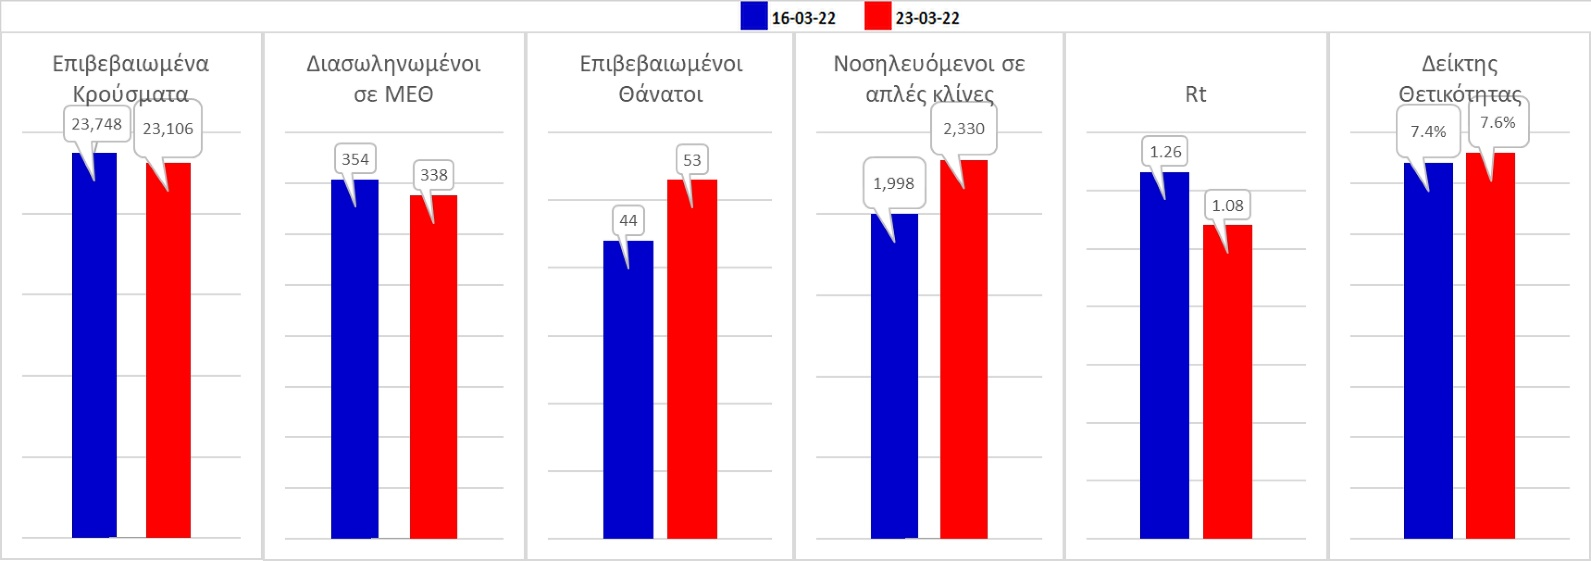 16-03-22 23-03-22
Επιβεβαιωμένα
Κρούσματα
23,748
23,106
Διασωληνωμένοι
σε ΜΕΘ
354
338
Επιβεβαιωμένοι
Θάνατοι
44
53
Νοσηλευόμενοι σε
απλές κλίνες
1,998
2,330
Rt
1.26
1.08
Δείκτης
Θετικότητας
7.4%
7.6%